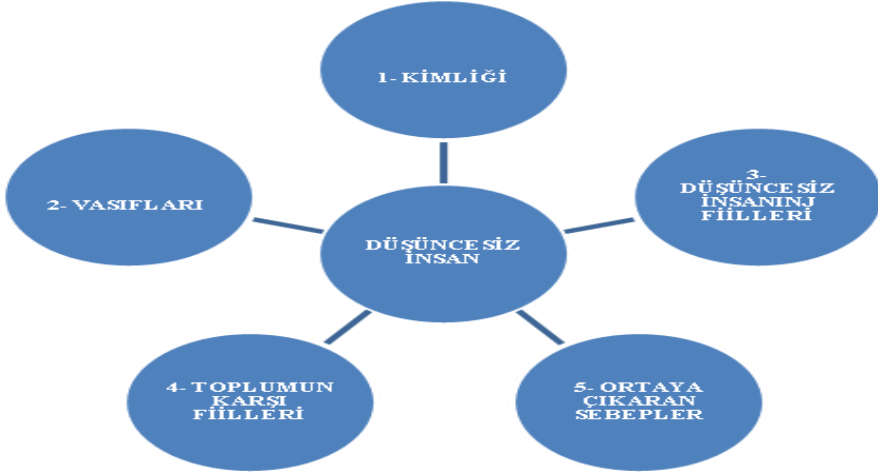 1- KİMLİĞİ
2- VASIFLARI
3-
DÜŞÜNCESİZ
İNSANINJ
FİİLLERİ
DÜŞÜNCESİZ
İNSAN
4- TOPLUMUN
KARŞI
FİİLLERİ
5- ORTAYA
ÇIKARAN
SEBEPLER